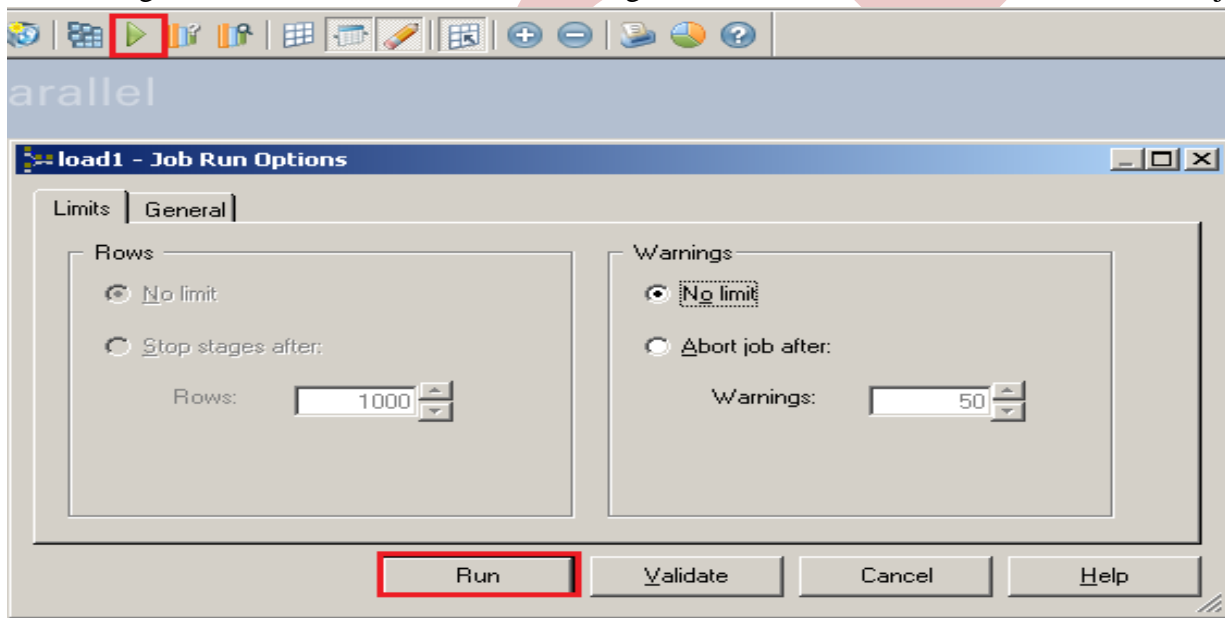 arallel
load1 - Job Run Options
Limits General
Rows
No limit
Stop stages after:
Rows: 1000
Warnings
No limit
Abort job after:
Warnings: 50
Run Validate Cancel Help